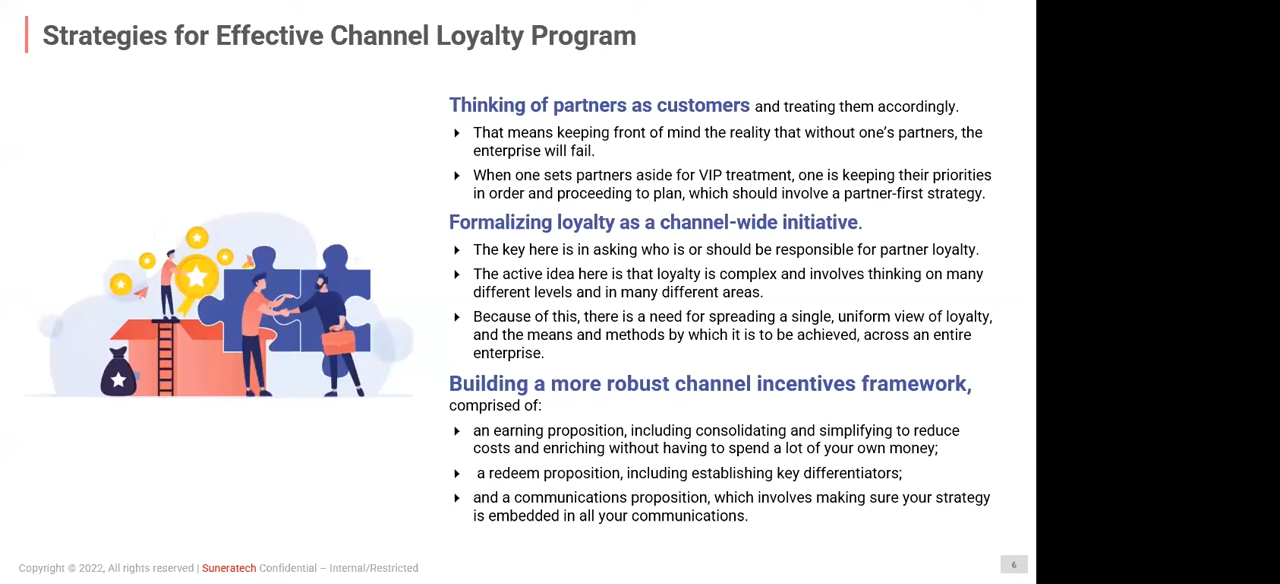 Strategies for Effective Channel Loyalty Program
Thinking of partners as customers and treating them accordingly.
That means keeping front of mind the reality that without one's partners, the
enterprise will fail.
When one sets partners aside for VIP treatment, one is keeping their priorities
in order and proceeding to plan, which should involve a partner-first strategy.
Formalizing loyalty as a channel-wide initiative.
The key here is in asking who is or should be responsible for partner loyalty.
The active idea here is that loyalty is complex and involves thinking on many
different levels and in many different areas.
Because of this, there is a need for spreading a single, uniform view of loyalty,
and the means and methods by which it is to be achieved, across an entire
enterprise.
Building a more robust channel incentives framework,
comprised of:
an earning proposition, including consolidating and simplifying to reduce
costs and enriching without having to spend a lot of your own money;
a redeem proposition, including establishing key differentiators;
and a communications proposition, which involves making sure your strategy
is embedded in all your communications.
Copyright © 2022, All rights reserved | Suneratech Confidential – Internal/Restricted
6